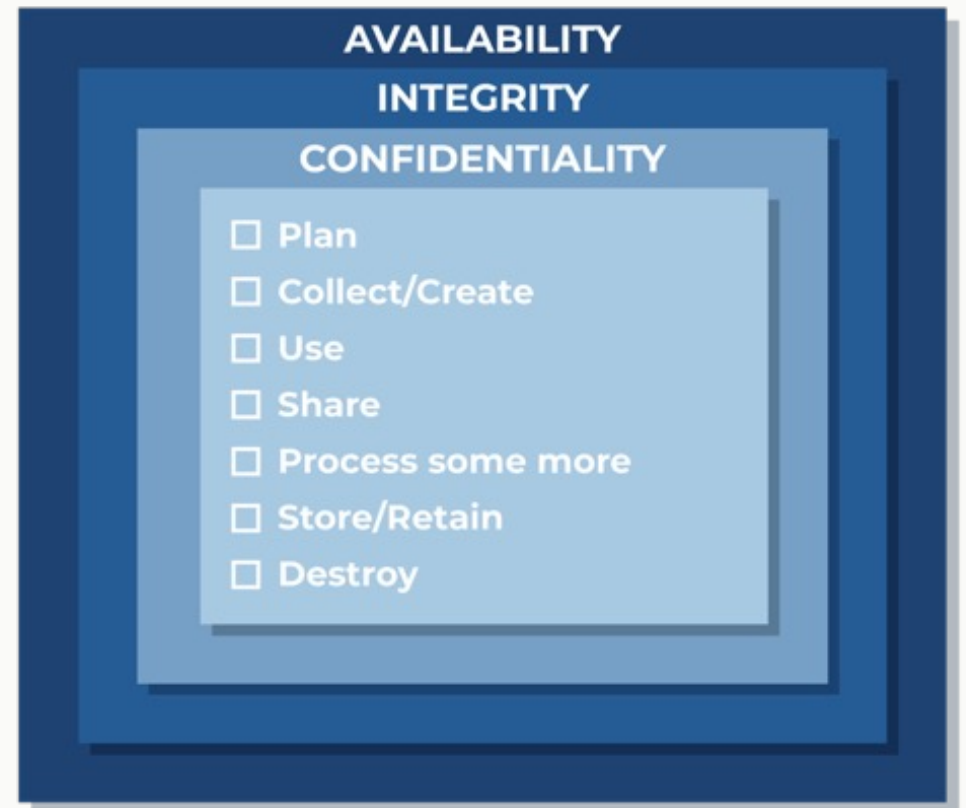 AVAILABILITY
INTEGRITY
CONFIDENTIALITY
☐ Plan
☐ Collect/Create
☐ Use
☐ Share
☐ Process some more
☐ Store/Retain
☐ Destroy